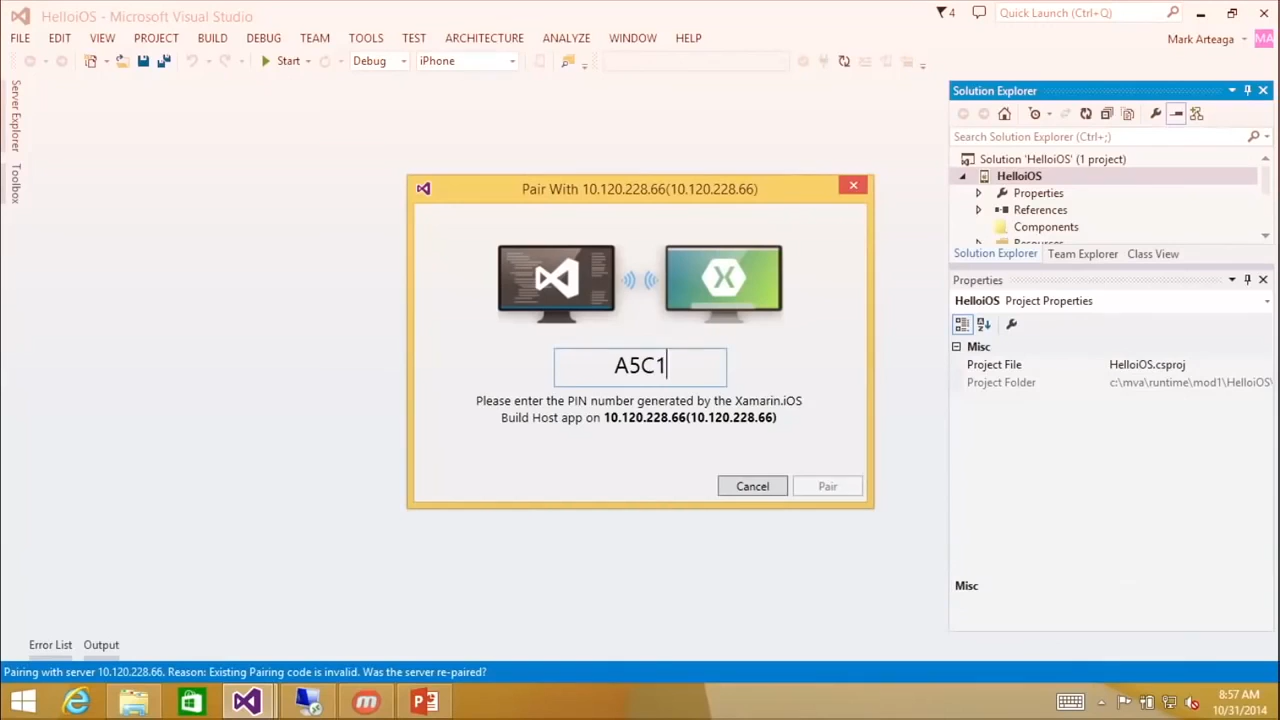 HelloiOS - Microsoft Visual Studio
4
Quick Launch (Ctrl+Q)
FILE EDIT VIEW PROJECT BUILD DEBUG TEAM TOOLS TEST ARCHITECTURE ANALYZE WINDOW HELP
Mark Arteaga
MA
Start
Debug
iPhone
Server Explorer
Toolbox
Solution Explorer
Search Solution Explorer (Ctrl+;)
Solution 'HelloiOS' (1 project)
HelloiOS
Properties
References
Components
Resources
Solution Explorer Team Explorer Class View
Properties
HelloiOS Project Properties
Misc
Project File HelloiOS.csproj
Project Folder c:\mva\runtime\mod1\HelloiOS\
Misc
Pair With 10.120.228.66(10.120.228.66)
A5C1
Please enter the PIN number generated by the Xamarin.iOS
Build Host app on 10.120.228.66(10.120.228.66)
Cancel Pair
Error List Output
Pairing with server 10.120.228.66. Reason: Existing Pairing code is invalid. Was the server re-paired?
8:57 AM
10/31/2014